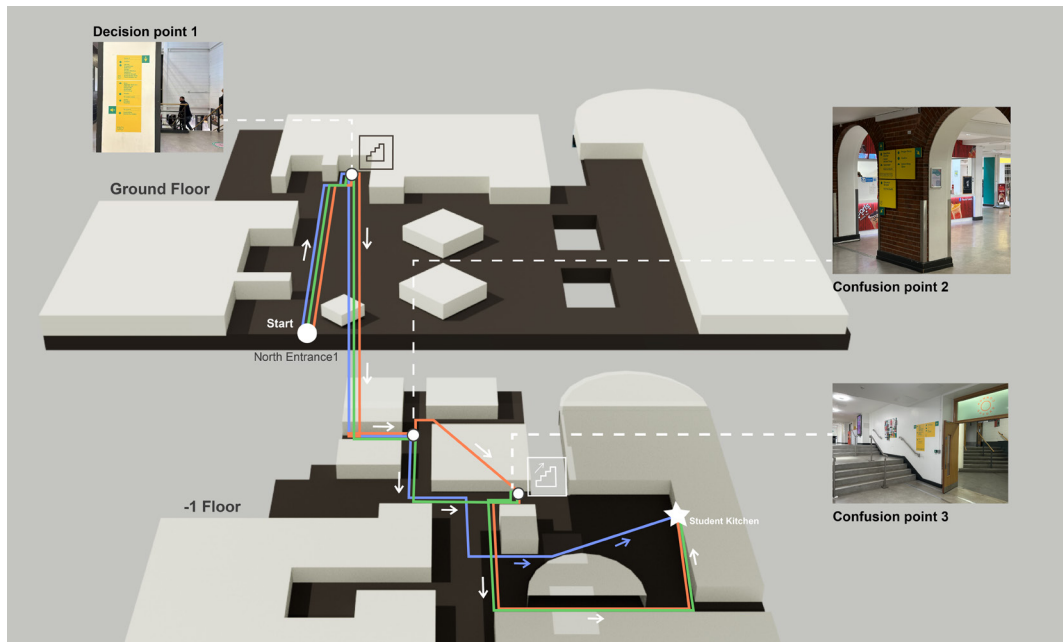 Decision point 1
Ground Floor
Start
North Entrance1
Confusion point 2
-1 Floor
Student Kitchen
Confusion point 3